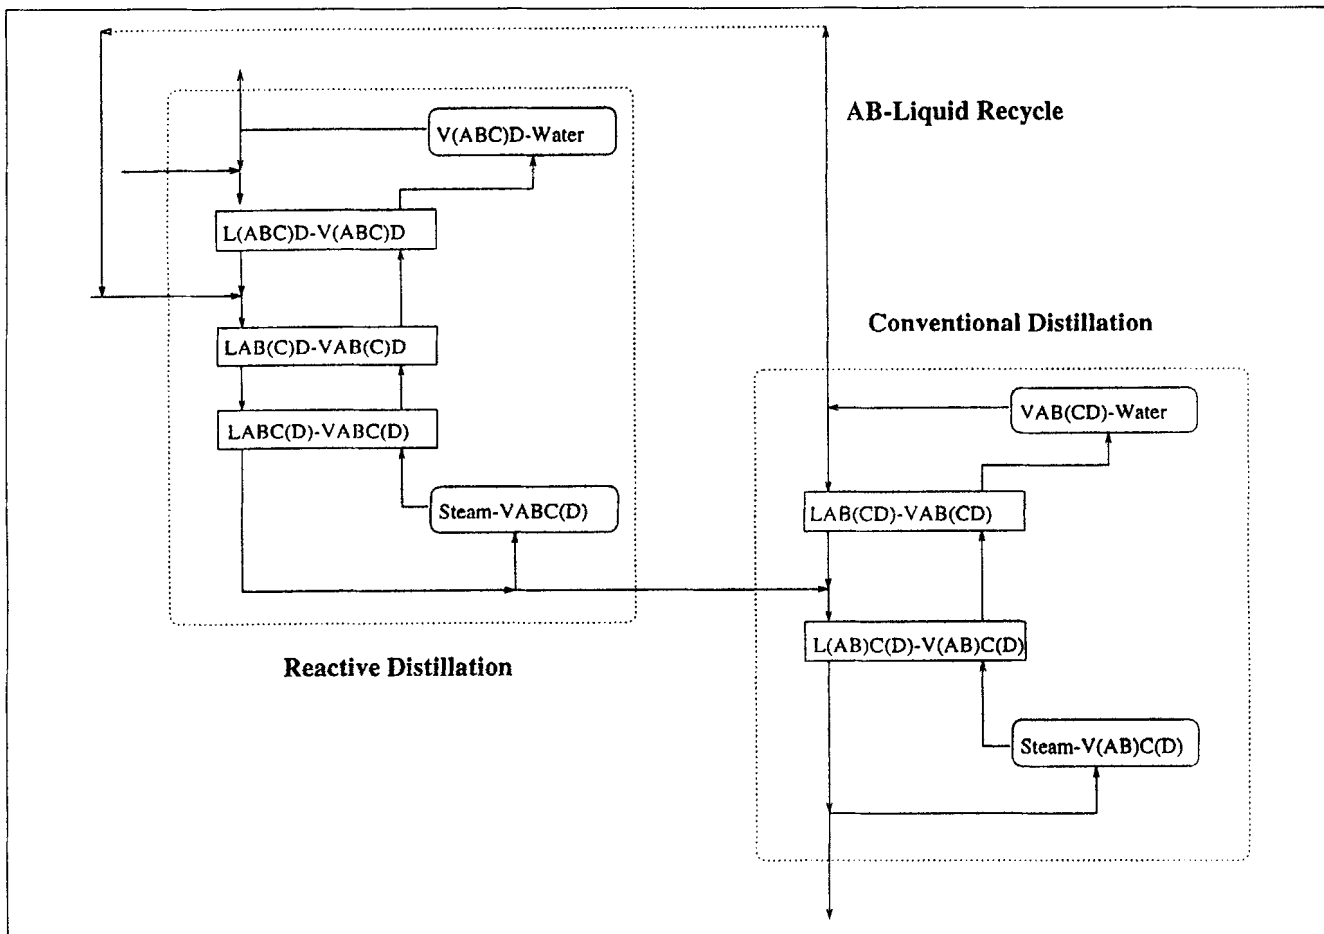 V(ABC)D-Water
AB-Liquid Recycle
L(ABC)D-V(ABC)D
LAB(C)D-VAB(C)D
LABC(D)-VABC(D)
Steam-VABC(D)
Reactive Distillation
Conventional Distillation
VAB(CD)-Water
LAB(CD)-VAB(CD)
L(AB)C(D)-V(AB)C(D)
Steam-V(AB)C(D)